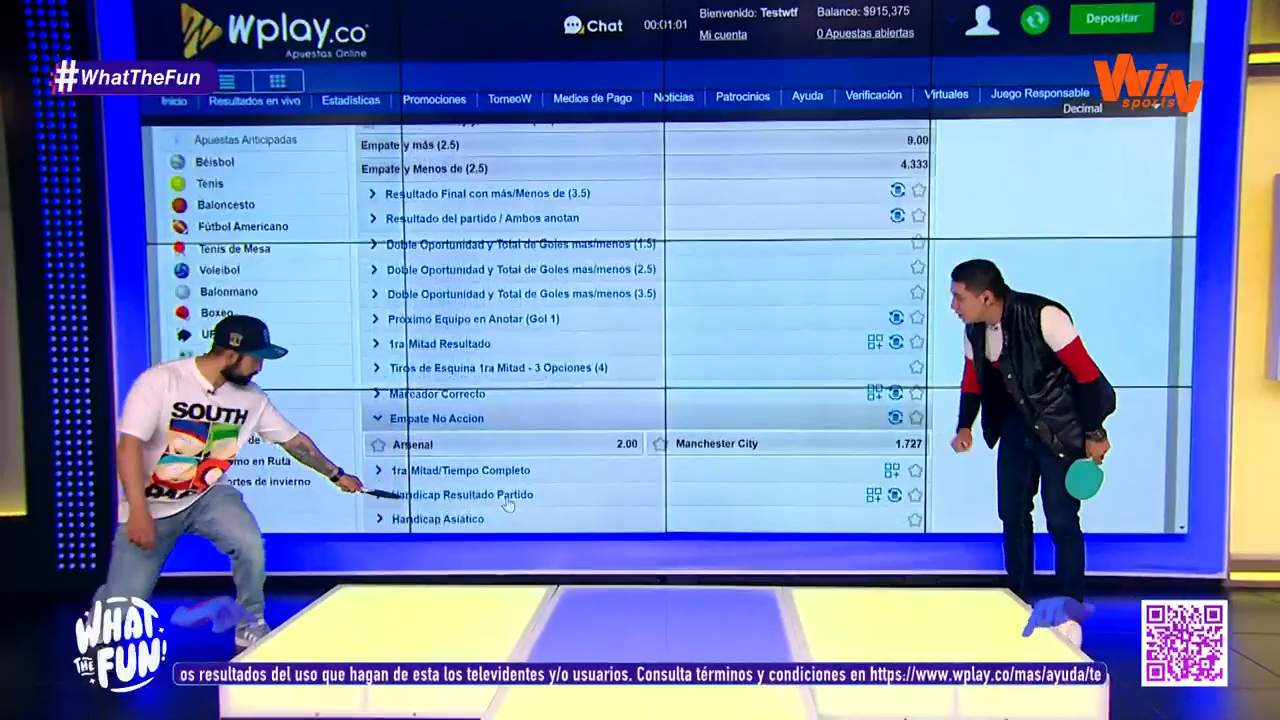 Wplay.co
Apuestas Online
Chat
00:01:01
Bienvenido: Testwtf
Mi cuenta
Balance: $915,375
0 Apuestas abiertas
Depositar
#WhatTheFun
Win
sports
Inicio
Resultados en vivo
Estadísticas
Promociones
TorneoW
Medios de Pago
Noticias
Patrocinios
Ayuda
Verificación
Virtuales
Juego Responsable
Decimal
Apuestas Anticipadas
Béisbol
Tenis
Baloncesto
Fútbol Americano
Tenis de Mesa
Voleibol
Balonmano
Boxeo
UF
de
mo en Ruta
rtes de invierno
Empate y más (2.5) 9.00
Empate y Menos de (2.5) 4.333
Resultado Final con más/Menos de (3.5)
Resultado del partido / Ambos anotan
Doble Oportunidad y Total de Goles mas/menos (1.5)
Doble Oportunidad y Total de Goles mas/menos (2.5)
Doble Oportunidad y Total de Goles mas/menos (3.5)
Próximo Equipo en Anotar (Gol 1)
1ra Mitad Resultado
Tiros de Esquina 1ra Mitad - 3 Opciones (4)
Marcador Correcto
Empate No Acción
Arsenal 2.00 Manchester City 1.727
1ra Mitad/Tiempo Completo
Handicap Resultado Partido
Handicap Asiático
SOUTH
WHAT
THE
FUN!
os resultados del uso que hagan de esta los televidentes y/o usuarios. Consulta términos y condiciones en https://www.wplay.co/mas/ayuda/te